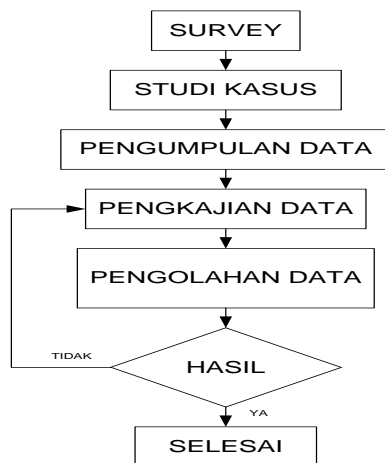 SURVEY
STUDI KASUS
PENGUMPULAN DATA
PENGKAJIAN DATA
PENGOLAHAN DATA
TIDAK
HASIL
YA
SELESAI